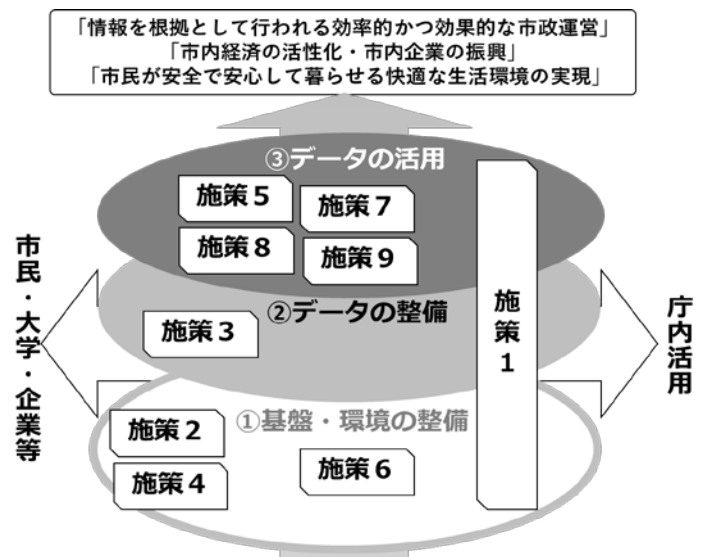 「情報を根拠として行われる効率的かつ効果的な市政運営」
「市内経済の活性化・市内企業の振興」
「市民が安全で安心して暮らせる快適な生活環境の実現」
③データの活用
施策５
施策７
施策８
施策９
②データの整備
施策３
施策１
①基盤・環境の整備
施策２
施策４
施策６
市民・大学・企業等
庁内活用